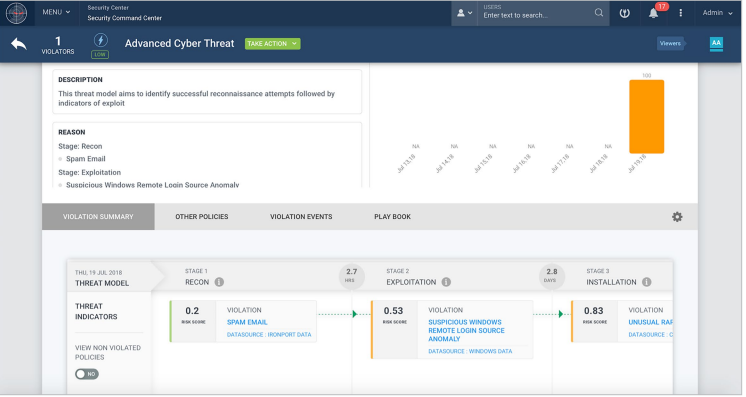 MENU
Security Center
Security Command Center
USERS
Enter text to search...
17
Admin
1
VIOLATORS
LOW
Advanced Cyber Threat
TAKE ACTION
Viewers
AA
DESCRIPTION
This threat model aims to identify successful reconnaissance attempts followed by
indicators of exploit
REASON
Stage: Recon
Spam Email
Stage: Exploitation
Suspicious Windows Remote Login Source Anomaly
100
NA
NA
NA
NA
NA
NA
Jul 13,18
Jul 14,18
Jul 15,18
Jul 16,18
Jul 17,18
Jul 18,18
Jul 19,18
VIOLATION SUMMARY
OTHER POLICIES
VIOLATION EVENTS
PLAY BOOK
THU, 19 JUL 2018
THREAT MODEL
STAGE 1
RECON
2.7
HRS
STAGE 2
EXPLOITATION
2.8
DAYS
STAGE 3
INSTALLATION
THREAT
INDICATORS
VIEW NON VIOLATED
POLICIES
NO
0.2
RISK SCORE
VIOLATION
SPAM EMAIL
DATASOURCE : IRONPORT DATA
0.53
RISK SCORE
VIOLATION
SUSPICIOUS WINDOWS
REMOTE LOGIN SOURCE
ANOMALY
DATASOURCE : WINDOWS DATA
0.83
RISK SCORE
VIOLATION
UNUSUAL
DATASOURCE :